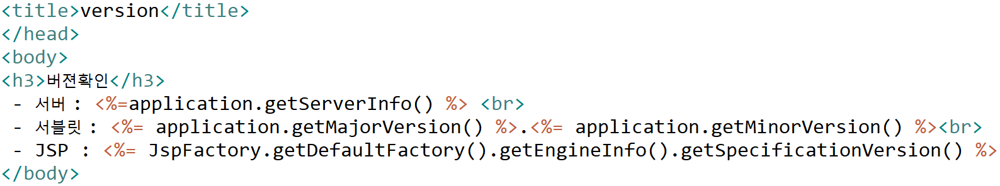 <title>version</title>
</head>
<body>
<h3>버젼확인</h3>
- 서버 : <%=application.getServerInfo() %> <br>
- 서블릿 : <%= application.getMajorVersion() %>.<%= application.getMinorVersion() %><br>
- JSP : <%= JspFactory.getDefaultFactory().getEngineInfo().getSpecificationVersion() %>
</body>